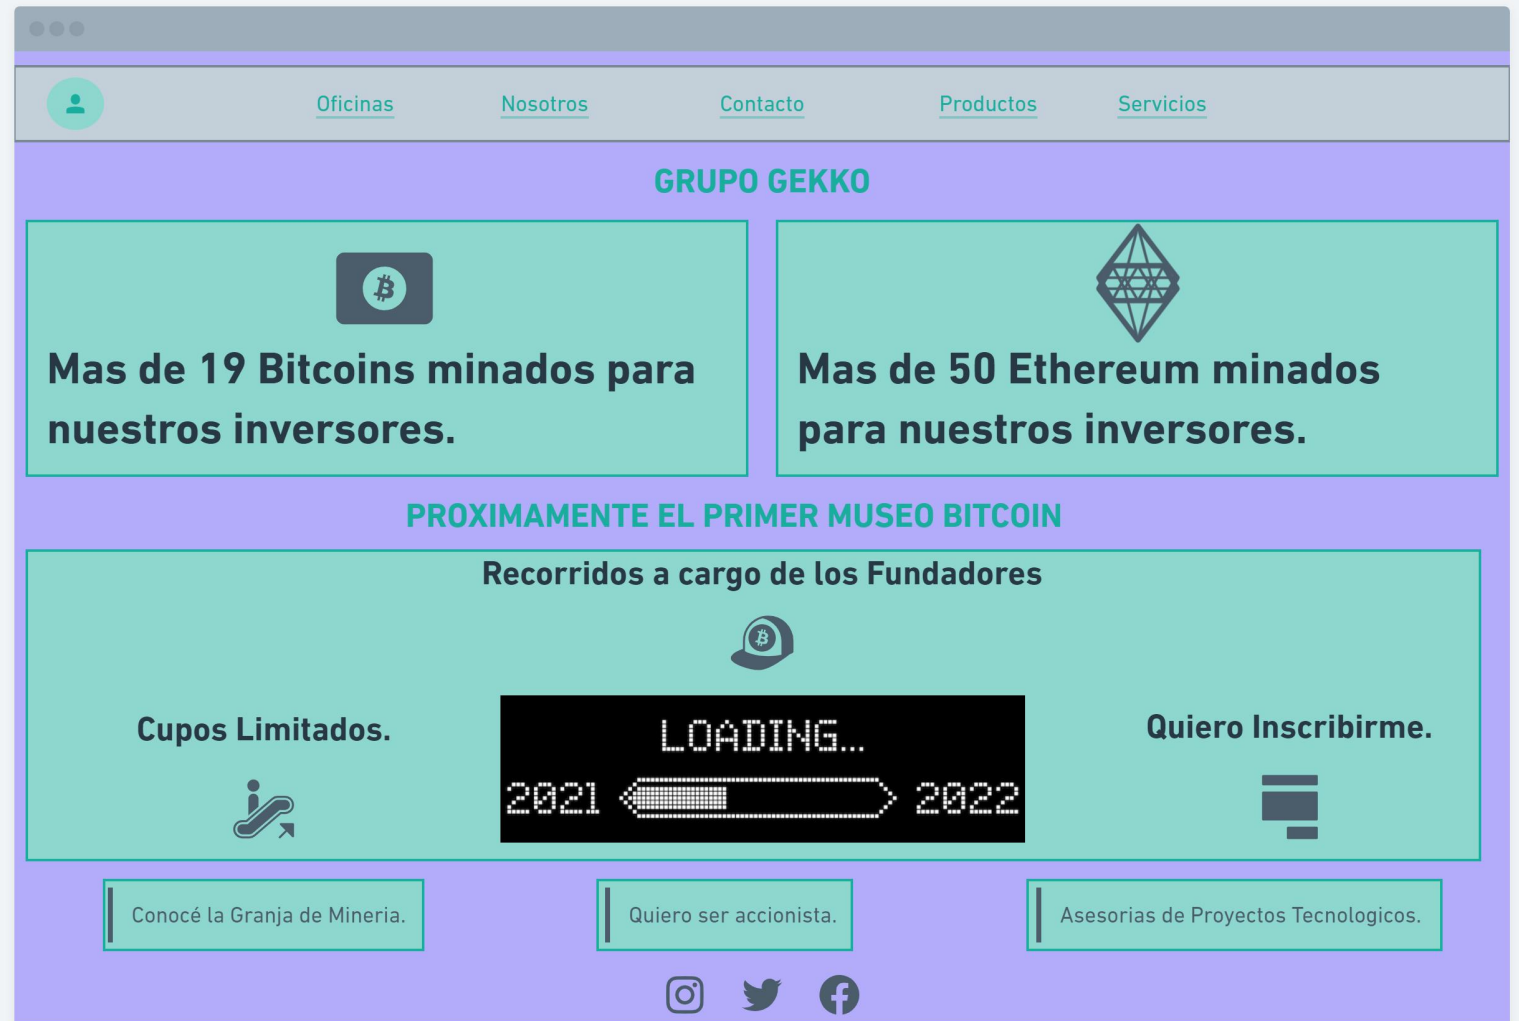 Oficinas
Nosotros
Contacto
Productos
Servicios
GRUPO GEKKO
Mas de 19 Bitcoins minados para
nuestros inversores.
Mas de 50 Ethereum minados
para nuestros inversores.
PROXIMAMENTE EL PRIMER MUSEO BITCOIN
Recorridos a cargo de los Fundadores
Cupos Limitados.
LOADING...
2021
2022
Quiero Inscribirme.
Conocé la Granja de Mineria.
Quiero ser accionista.
Asesorias de Proyectos Tecnologicos.